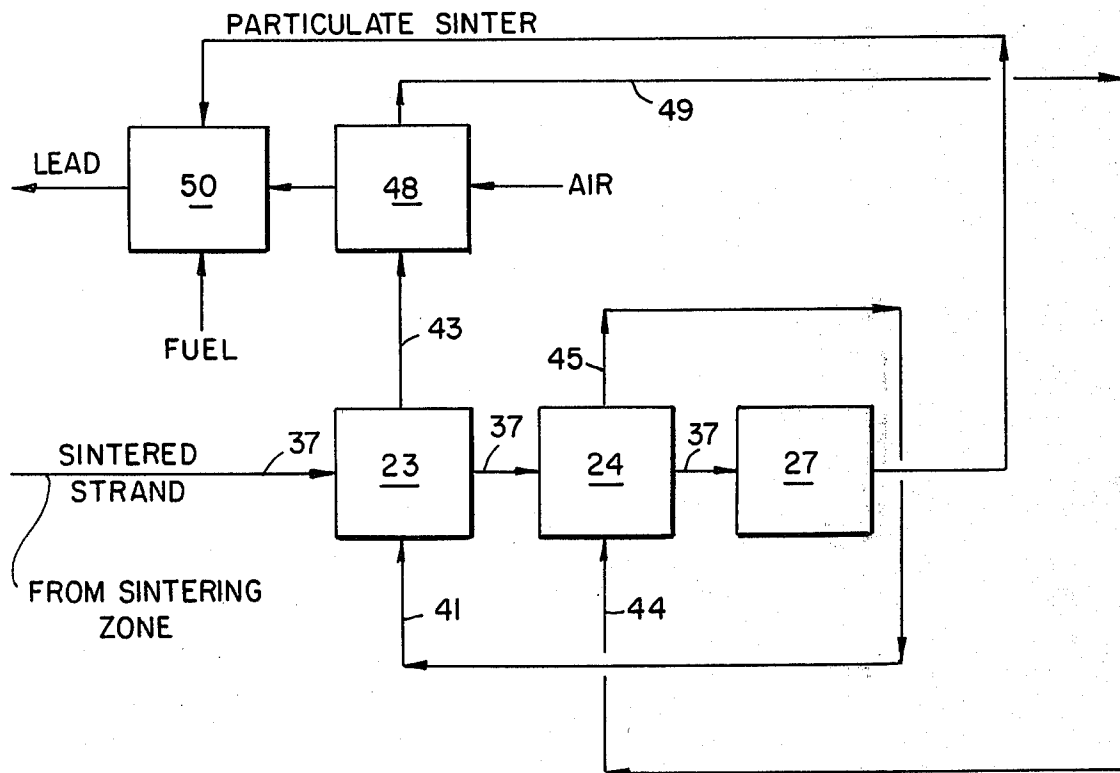 PARTICULATE SINTER
49
LEAD
50
48
AIR
FUEL
43
45
SINTERED
STRAND
37
23
37
24
37
27
FROM SINTERING
ZONE
41
44